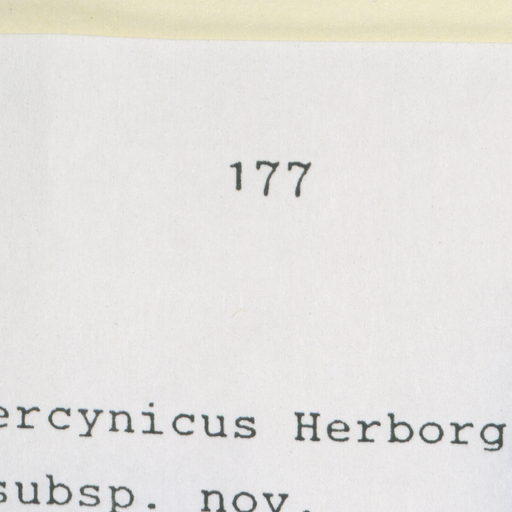 177
ercynicus Herborg
subsp. nov.